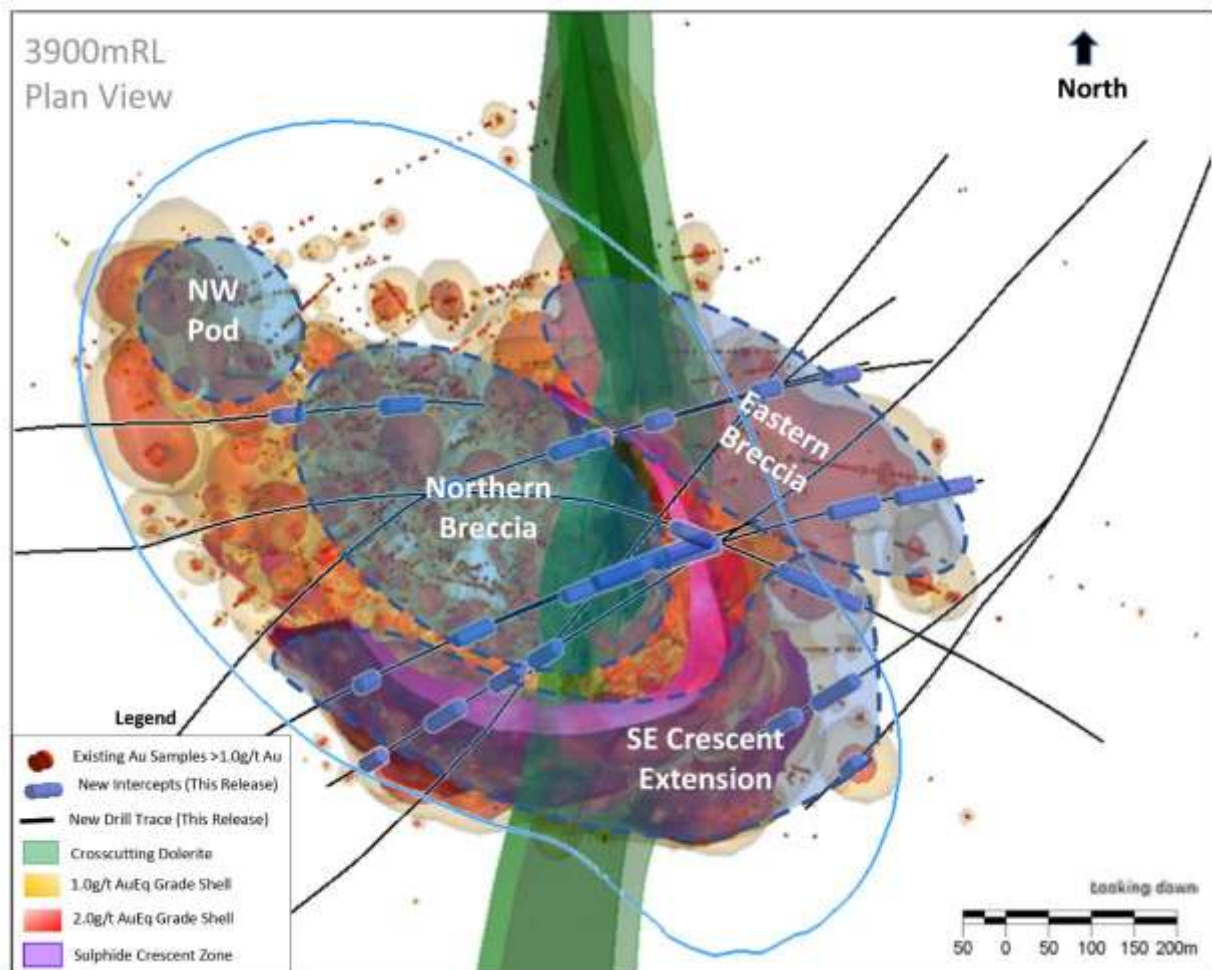 3900mRL
Plan View
North
NW
Pod
Eastern
Breccia
Northern
Breccia
SE Crescent
Extension
Legend
Existing Au Samples >1.0g/t Au
New Intercepts (This Release)
New Drill Trace (This Release)
Crosscutting Dolerite
1.0g/t AuEq Grade Shell
2.0g/t AuEq Grade Shell
Sulphide Crescent Zone
Looking down
50 0 50 100 150 200m